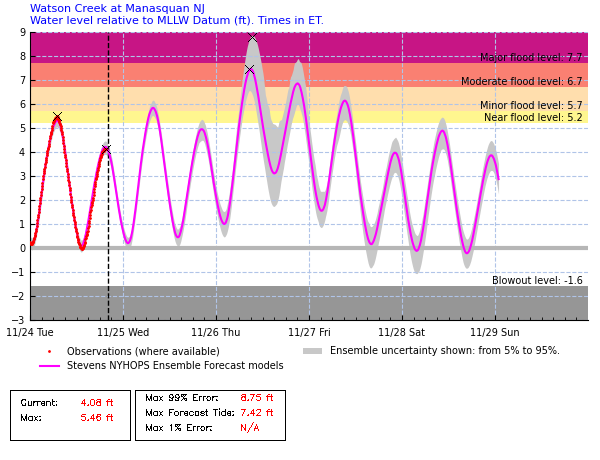 Watson Creek at Manasquan NJ
Water level relative to MLLW Datum (ft). Times in ET.
9
8
7
6
5
4
3
2
1
0
−1
−2
−3
Major flood level: 7.7
Moderate flood level: 6.7
Minor flood level: 5.7
Near flood level: 5.2
Blowout level: -1.6
11/24 Tue 11/25 Wed 11/26 Thu 11/27 Fri 11/28 Sat 11/29 Sun
Observations (where available)
Stevens NYHOPS Ensemble Forecast models
Ensemble uncertainty shown: from 5% to 95%.
Current: 4.08 ft
Max: 5.46 ft
Max 99% Error: 8.75 ft
Max Forecast Tide: 7.42 ft
Max 1% Error: N/A